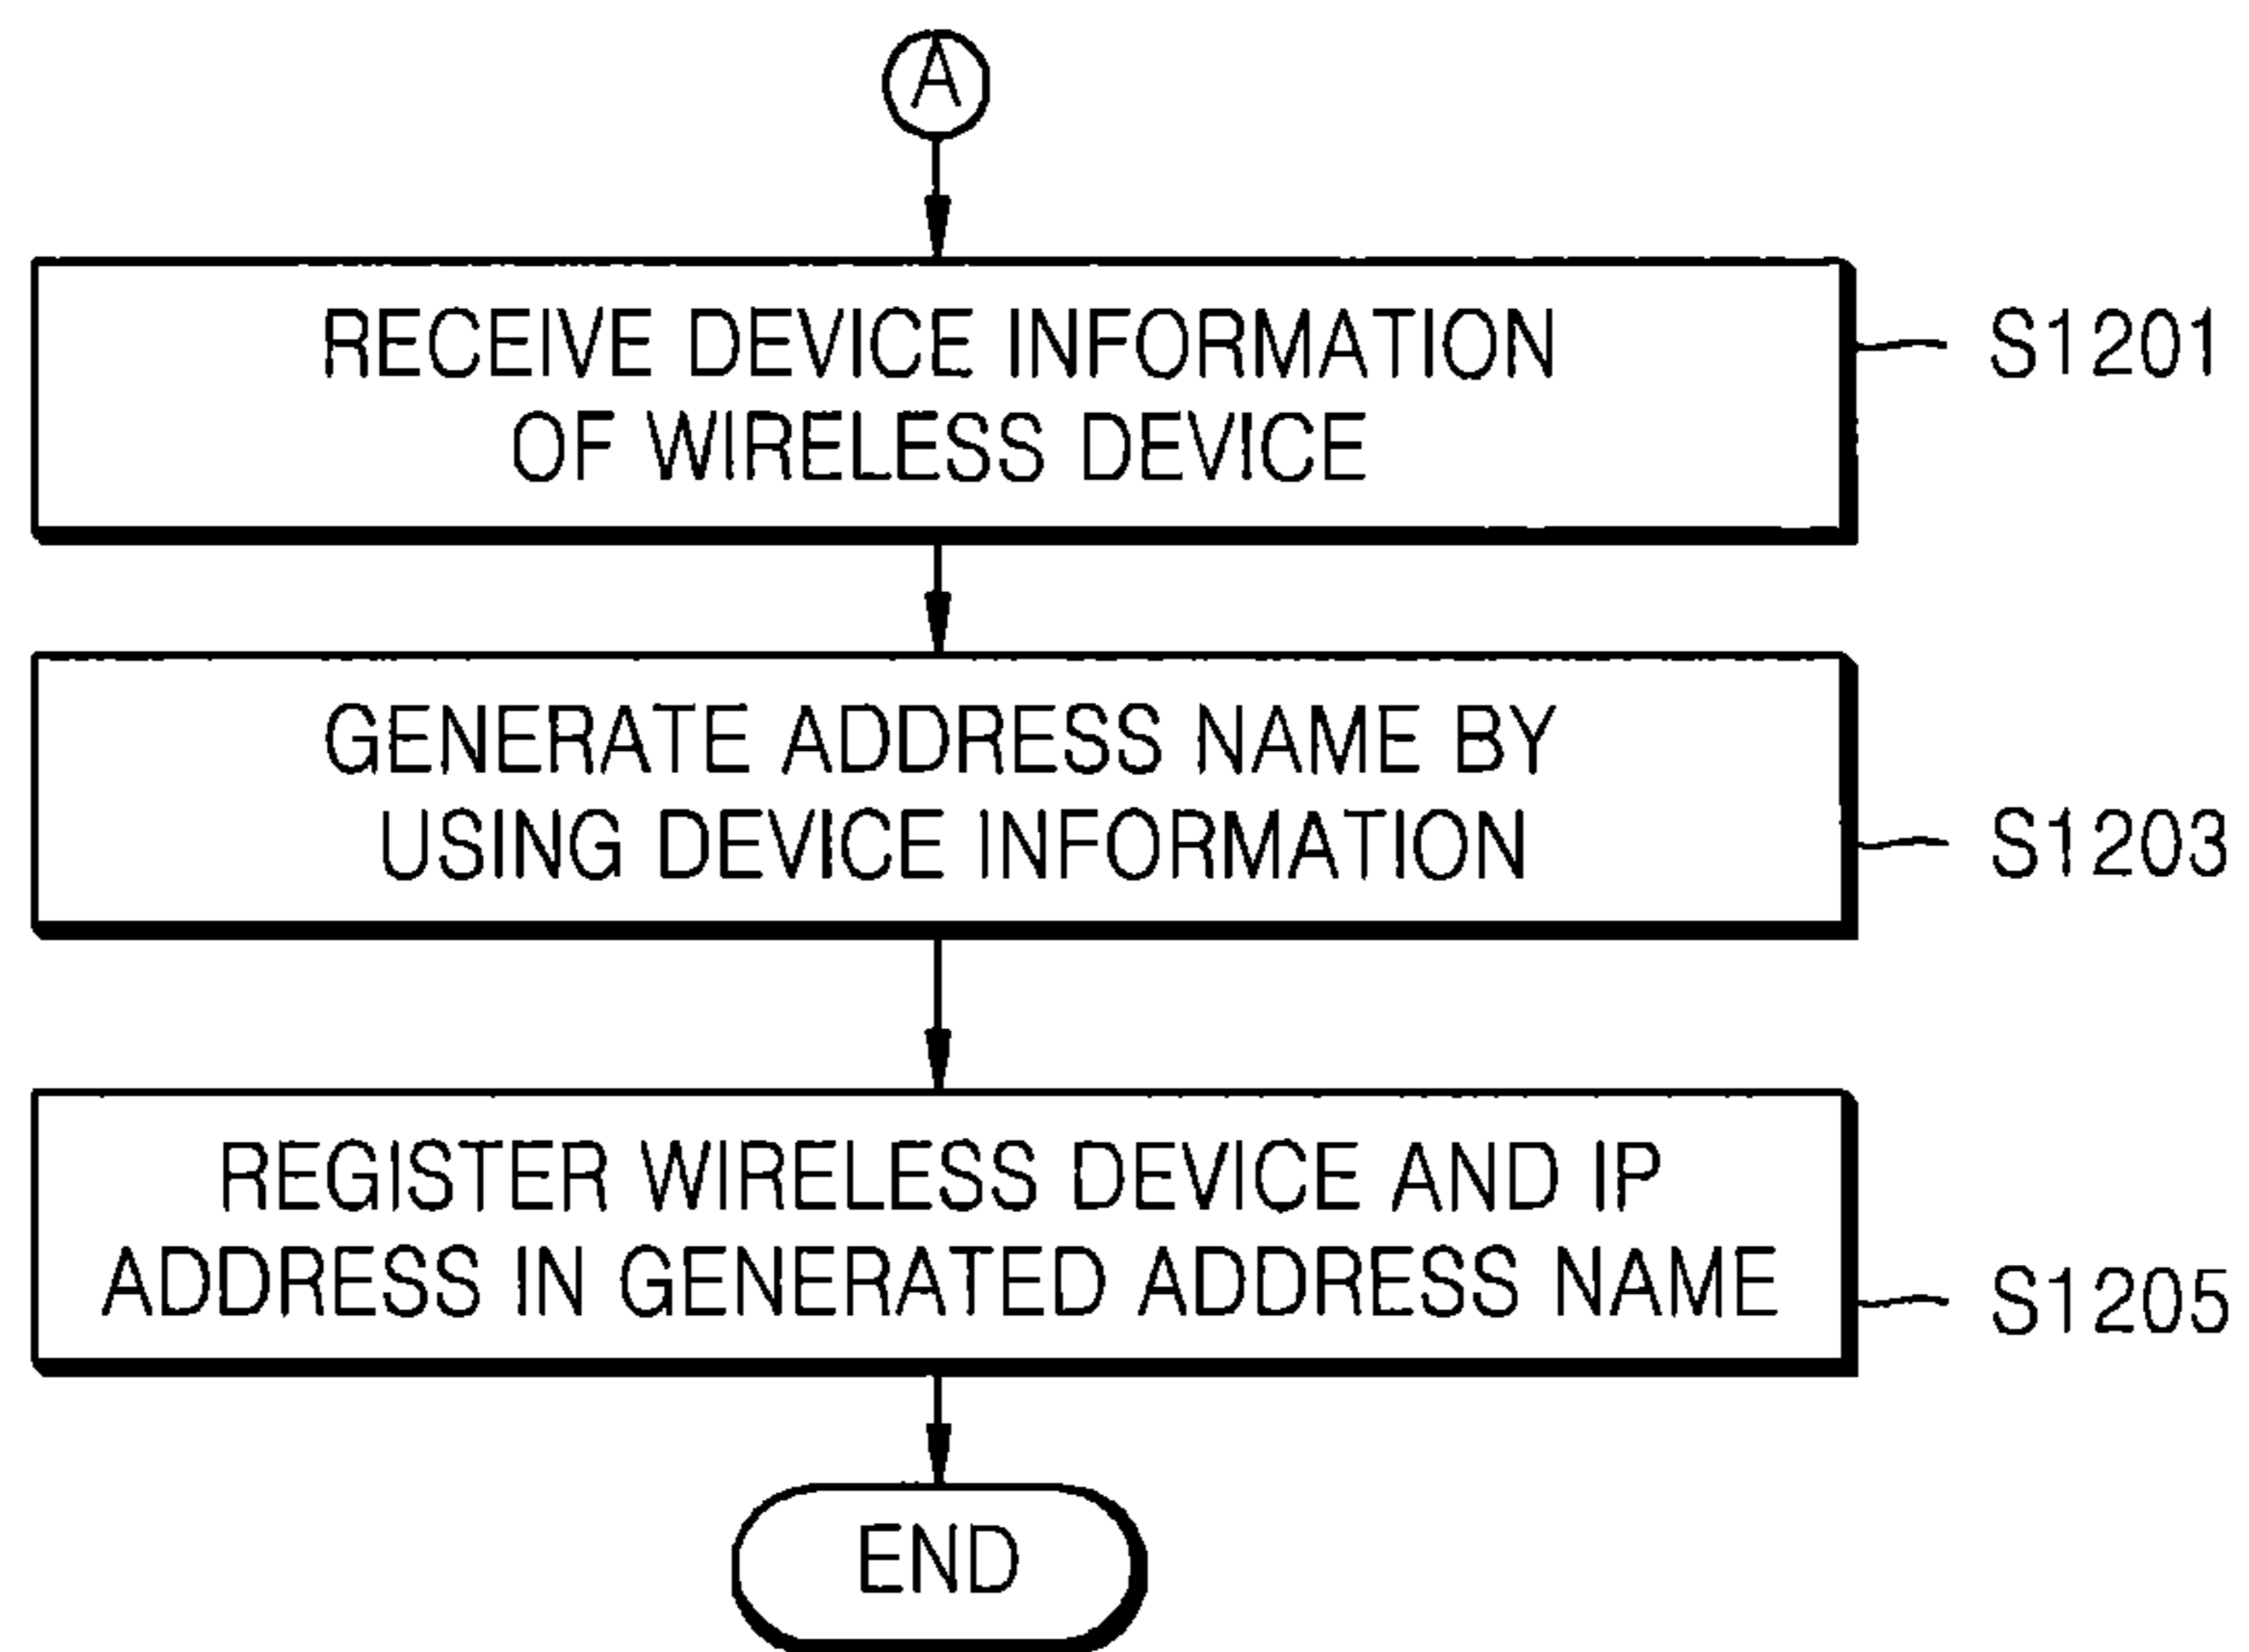 A
RECEIVE DEVICE INFORMATION
OF WIRELESS DEVICE
S1201
GENERATE ADDRESS NAME BY
USING DEVICE INFORMATION
S1203
REGISTER WIRELESS DEVICE AND IP
ADDRESS IN GENERATED ADDRESS NAME
S1205
END